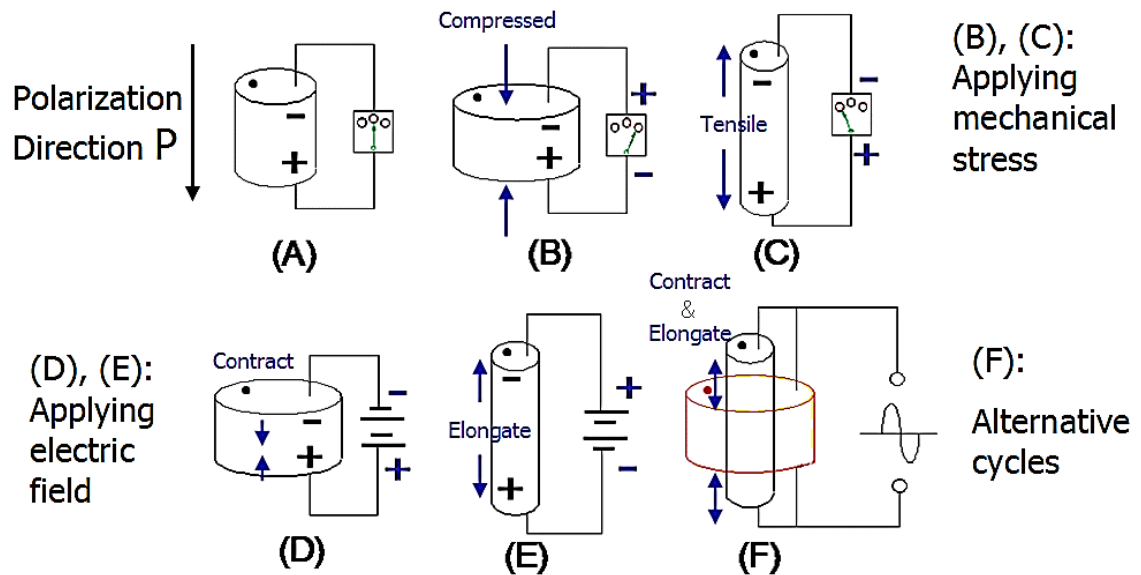 Polarization
Direction P
−
+
(A)
Compressed
−
+
+
−
(B)
Tensile
−
+
−
+
(C)
(B), (C):
Applying
mechanical
stress
(D), (E):
Applying
electric
field
Contract
−
+
−
+
(D)
Elongate
−
+
+
−
(E)
Contract
&
Elongate
(F)
(F):
Alternative
cycles